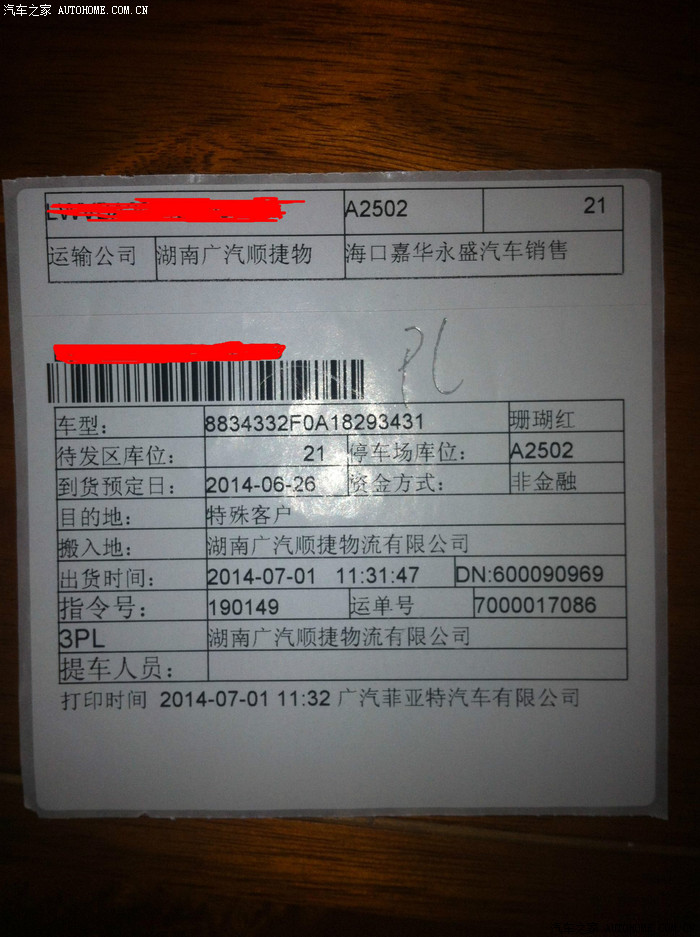 汽车之家 AUTOHOME.COM.CN
A2502 21
运输公司 湖南广汽顺捷物 海口嘉华永盛汽车销售
PL
车型: 8834332F0A18293431 珊瑚红
待发区库位: 21 停车场库位: A2502
到货预定日: 2014-06-26 资金方式: 非金融
目的地: 特殊客户
搬入地: 湖南广汽顺捷物流有限公司
出货时间: 2014-07-01 11:31:47 DN:600090969
指令号: 190149 运单号 7000017086
3PL 湖南广汽顺捷物流有限公司
提车人员:
打印时间 2014-07-01 11:32 广汽菲亚特汽车有限公司